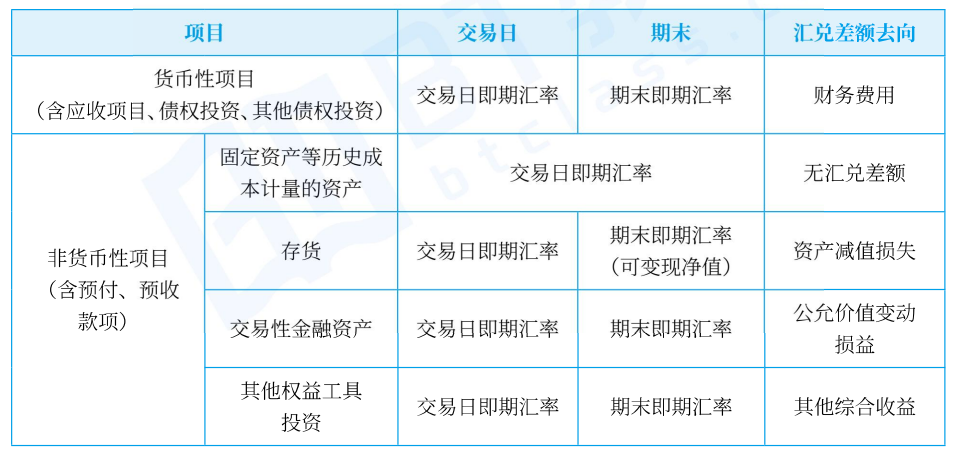 项目 交易日 期末 汇兑差额去向
货币性项目
（含应收项目、债权投资、其他债权投资）
交易日即期汇率 期末即期汇率 财务费用
非货币性项目
（含预付、预收
款项）
固定资产等历史成
本计量的资产
交易日即期汇率 无汇兑差额
存货 交易日即期汇率
期末即期汇率
（可变现净值）
资产减值损失
交易性金融资产 交易日即期汇率 期末即期汇率
公允价值变动
损益
其他权益工具
投资
交易日即期汇率 期末即期汇率 其他综合收益
btclass.